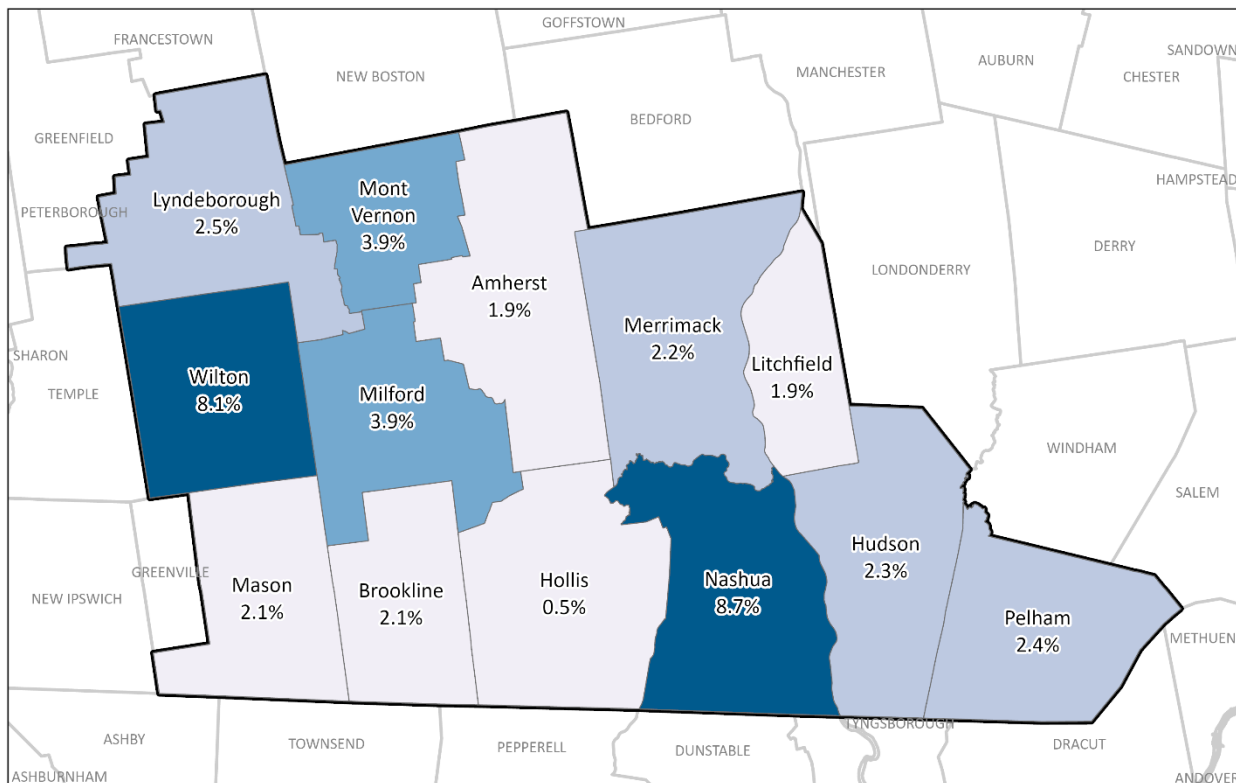 GOFFSTOWN
FRANCESTOWN
SANDOWN
AUBURN
MANCHESTER
NEW BOSTON
CHESTER
BEDFORD
GREENFIELD
HAMPSTEAD
Lyndeborough
2.5%
Mont
Vernon
3.9%
PETERBOROUGH
DERRY
LONDONDERRY
Amherst
1.9%
Merrimack
2.2%
SHARON
Litchfield
1.9%
Wilton
8.1%
TEMPLE
Milford
3.9%
WINDHAM
SALEM
Hudson
2.3%
GREENVILLE
Mason
2.1%
Brookline
2.1%
Hollis
0.5%
Nashua
8.7%
NEW IPSWICH
Pelham
2.4%
METHUEN
TYNGSBOROUGH
ASHBY
TOWNSEND
PEPPERELL
DUNSTABLE
DRACUT
ASHBURNHAM
ANDOVER